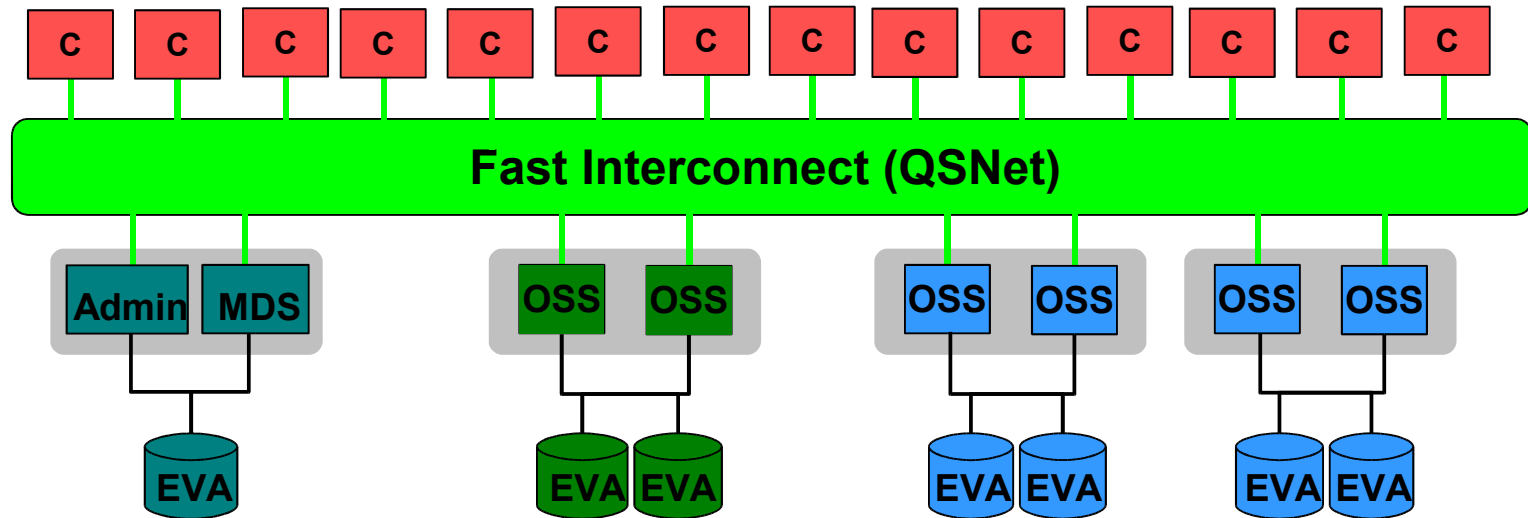 C C C C C C C C C C C C C C
Fast Interconnect (QSNet)
Admin MDS OSS OSS OSS OSS OSS OSS
EVA EVA EVA EVA EVA EVA EVA